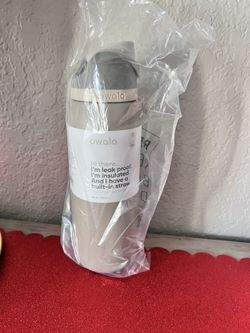 owala
owala
Hi there.
I'm leak proof.
I'm insulated.
And I have a
built-in straw.